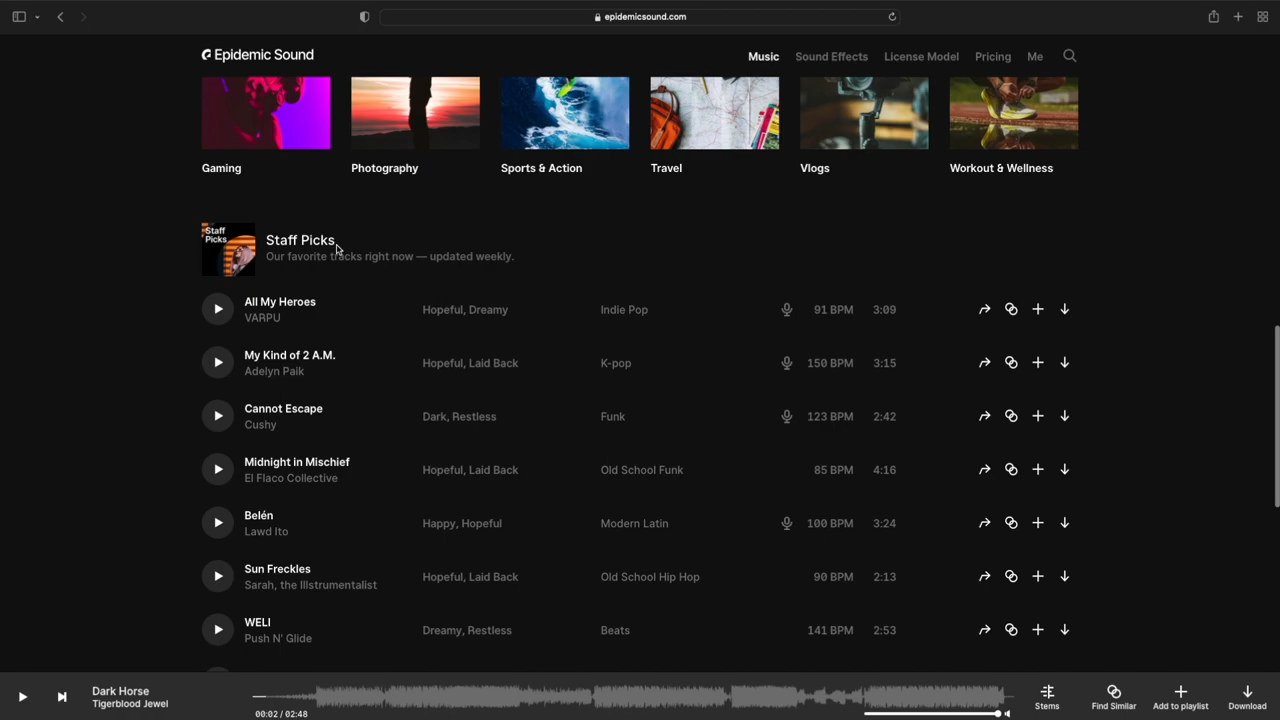 epidemicsound.com
Epidemic Sound
Music Sound Effects License Model Pricing Me
Gaming Photography Sports & Action Travel Vlogs Workout & Wellness
Staff Picks
Staff Picks
Our favorite tracks right now — updated weekly.
All My Heroes
VARPU
Hopeful, Dreamy Indie Pop 91 BPM 3:09
My Kind of 2 A.M.
Adelyn Paik
Hopeful, Laid Back K-pop 150 BPM 3:15
Cannot Escape
Cushy
Dark, Restless Funk 123 BPM 2:42
Midnight in Mischief
El Flaco Collective
Hopeful, Laid Back Old School Funk 85 BPM 4:16
Belén
Lawd Ito
Happy, Hopeful Modern Latin 100 BPM 3:24
Sun Freckles
Sarah, the Illstrumentalist
Hopeful, Laid Back Old School Hip Hop 90 BPM 2:13
WELI
Push N' Glide
Dreamy, Restless Beats 141 BPM 2:53
Dark Horse
Tigerblood Jewel
00:02 / 02:48
Stems Find Similar Add to playlist Download